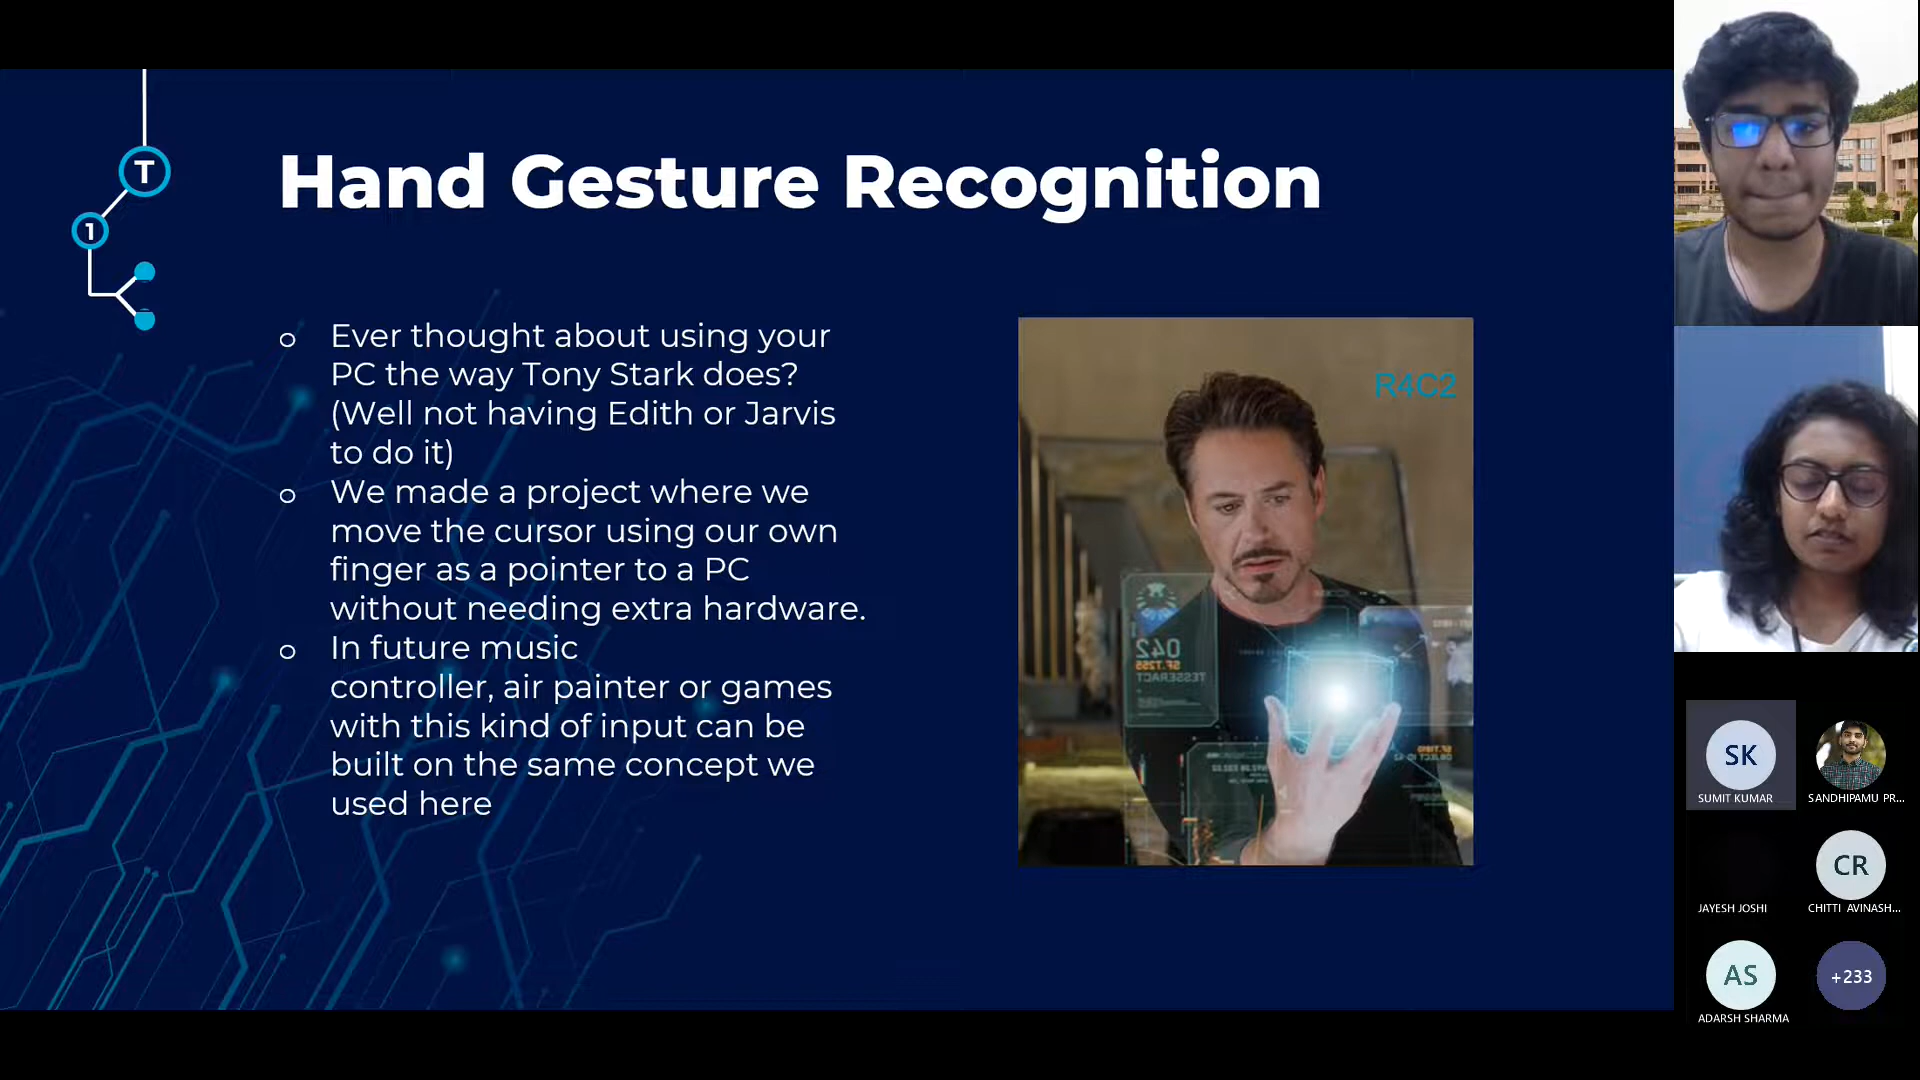 T
1
Hand Gesture Recognition
o Ever thought about using your
PC the way Tony Stark does?
(Well not having Edith or Jarvis
to do it)
o We made a project where we
move the cursor using our own
finger as a pointer to a PC
without needing extra hardware.
o In future music
controller, air painter or games
with this kind of input can be
built on the same concept we
used here
R4C2
042
SF.T255
TESSERACT
SK
SUMIT KUMAR
SANDHIPAMU PR...
JAYESH JOSHI
CR
CHITTI AVINASH...
AS
ADARSH SHARMA
+233